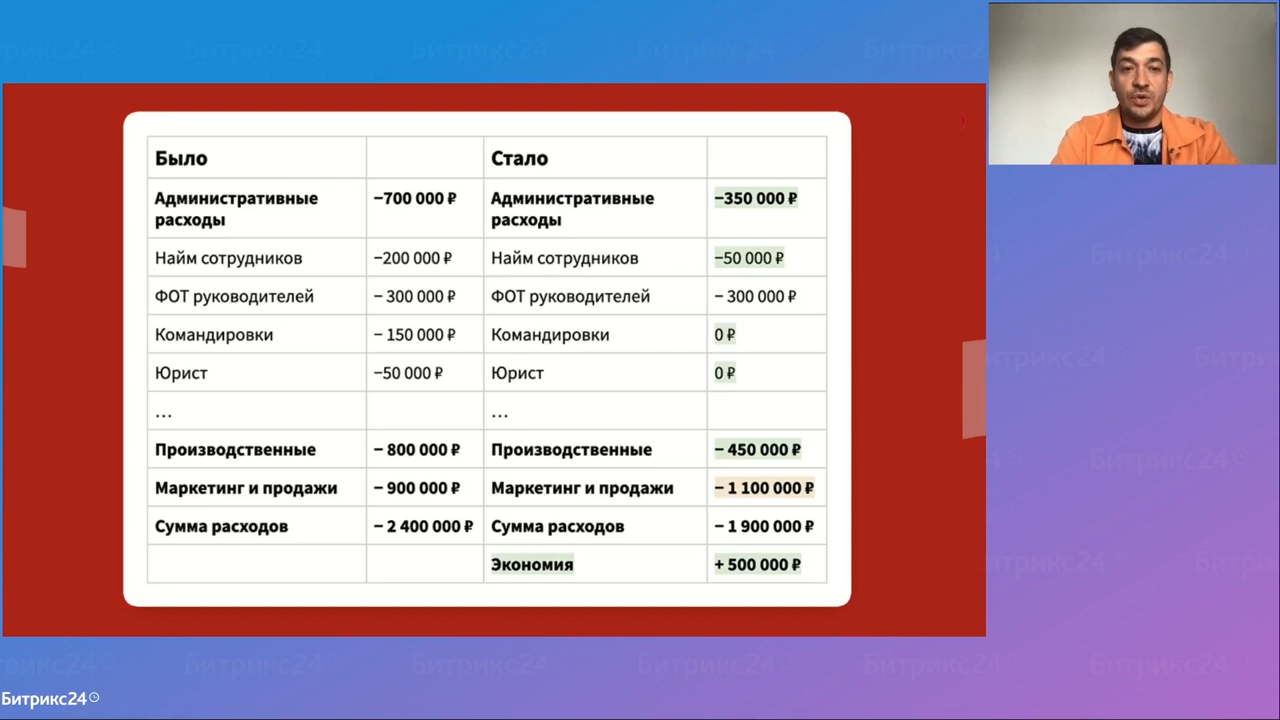 Было Стало
Административные расходы −700 000 ₽ Административные расходы −350 000 ₽
Найм сотрудников −200 000 ₽ Найм сотрудников −50 000 ₽
ФОТ руководителей − 300 000 ₽ ФОТ руководителей − 300 000 ₽
Командировки − 150 000 ₽ Командировки 0 ₽
Юрист −50 000 ₽ Юрист 0 ₽
... ...
Производственные − 800 000 ₽ Производственные − 450 000 ₽
Маркетинг и продажи − 900 000 ₽ Маркетинг и продажи − 1 100 000 ₽
Сумма расходов − 2 400 000 ₽ Сумма расходов − 1 900 000 ₽
Экономия + 500 000 ₽
Битрикс24